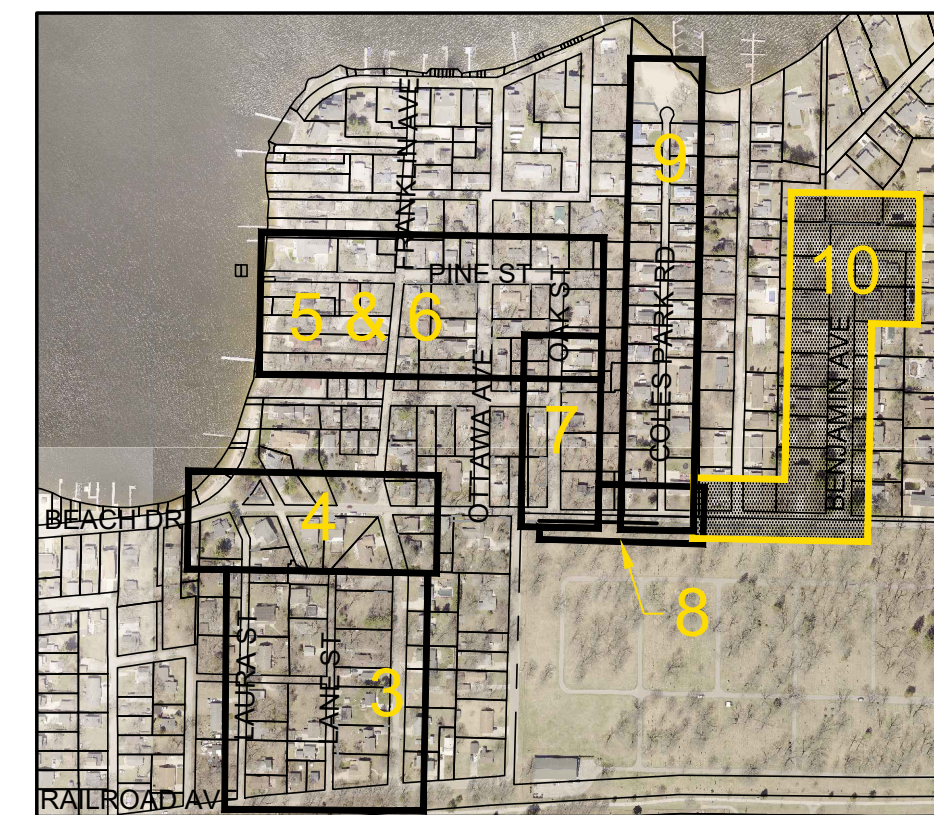 FRANKLIN AVE
9
PINE ST
OAK ST
COLES PARK RD
10
5 & 6
BENJAMIN AVE
OTTAWA AVE
7
4
BEACH DR
8
LAURA ST
LANE ST
3
RAILROAD AVE